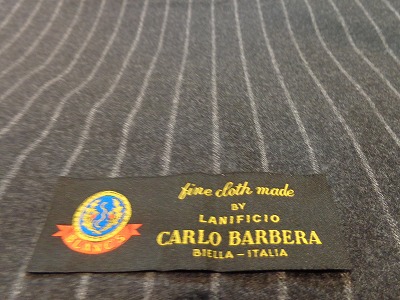 fine cloth made
BY
LANIFICIO
CARLO BARBERA
BIELLA - ITALIA